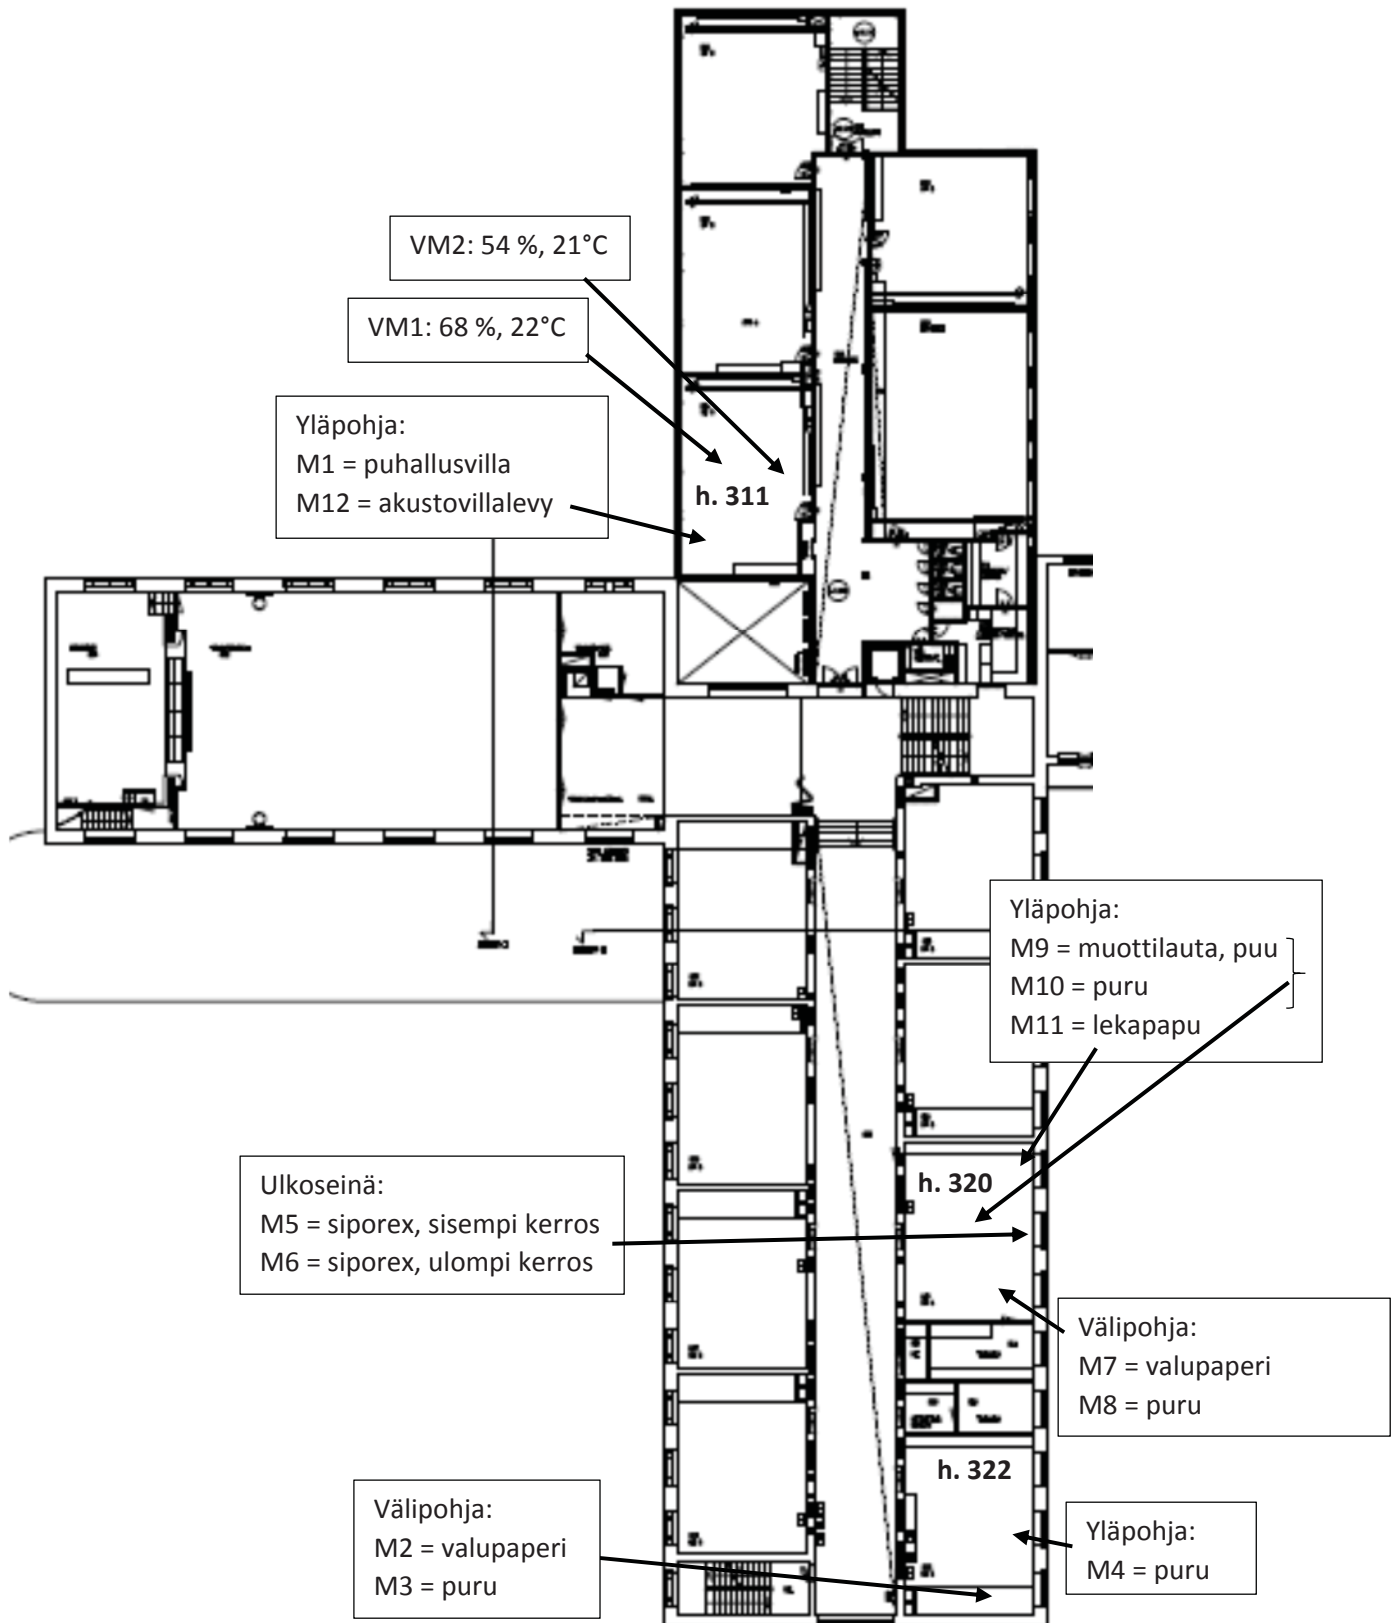 VM2: 54 %, 21°C
VM1: 68 %, 22°C
Yläpohja:
M1 = puhallusvilla
M12 = akustovillalevy
h. 311
Yläpohja:
M9 = muottilauta, puu
M10 = puru
M11 = lekapapu
h. 320
Ulkoseinä:
M5 = siporex, sisempi kerros
M6 = siporex, ulompi kerros
Välipohja:
M7 = valupaperi
M8 = puru
h. 322
Välipohja:
M2 = valupaperi
M3 = puru
Yläpohja:
M4 = puru